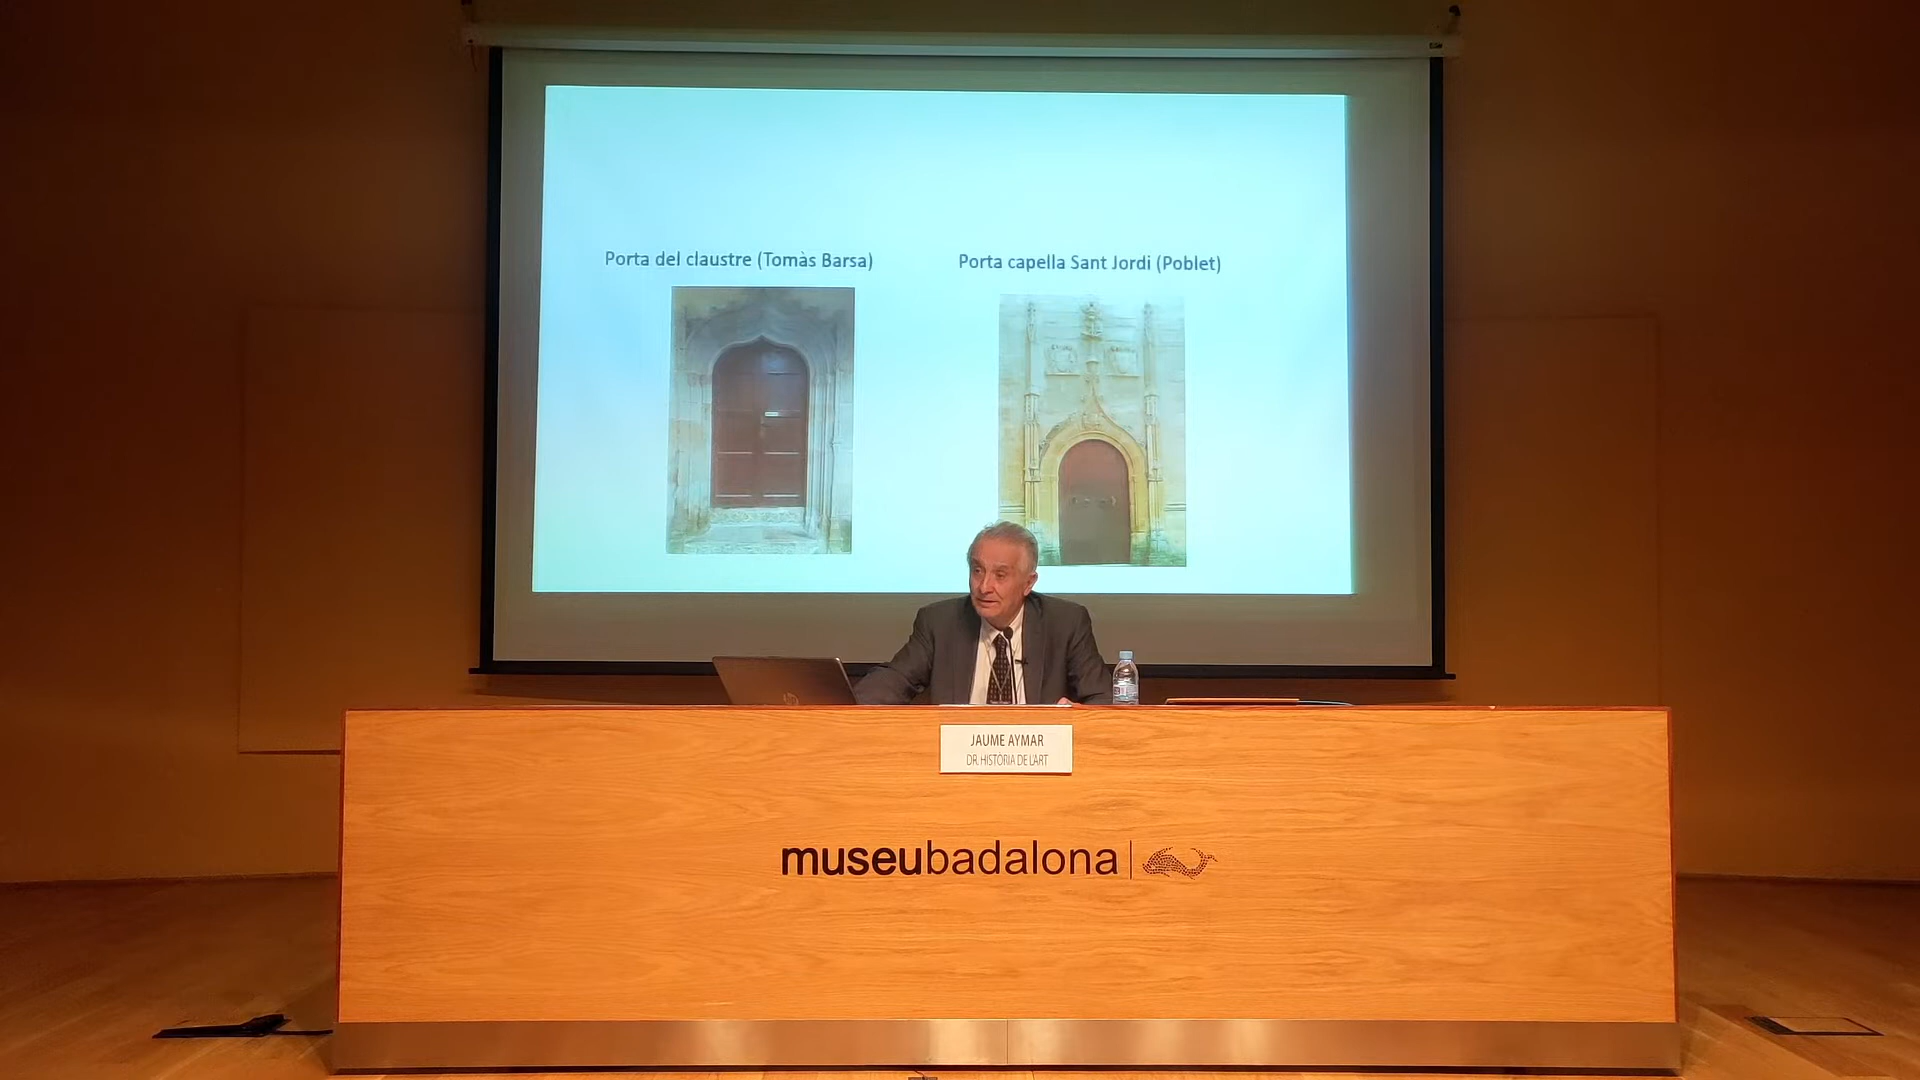 Porta del claustre (Tomàs Barsa)
Porta capella Sant Jordi (Poblet)
JAUME AYMAR
DR. HISTÒRIA DE L'ART
museubadalona